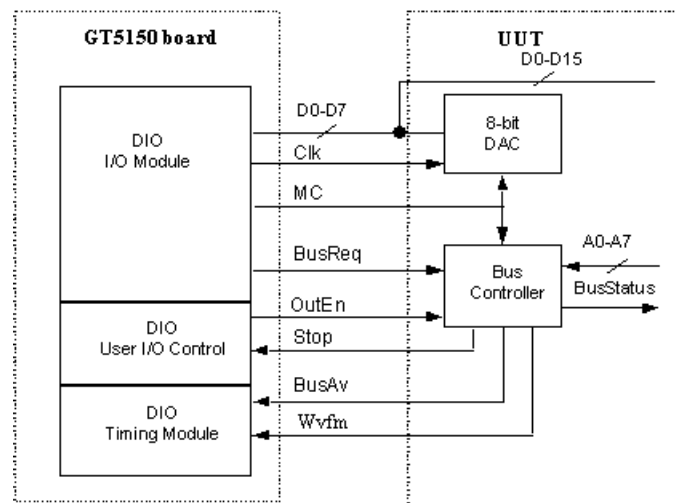 GT5150 board
UUT
D0-D15
DIO
I/O Module
D0-D7
8-bit
DAC
Clk
MC
A0-A7
BusReq
Bus
Controller
BusStatus
OutEn
DIO
User I/O Control
Stop
BusAv
DIO
Timing Module
Wvfm